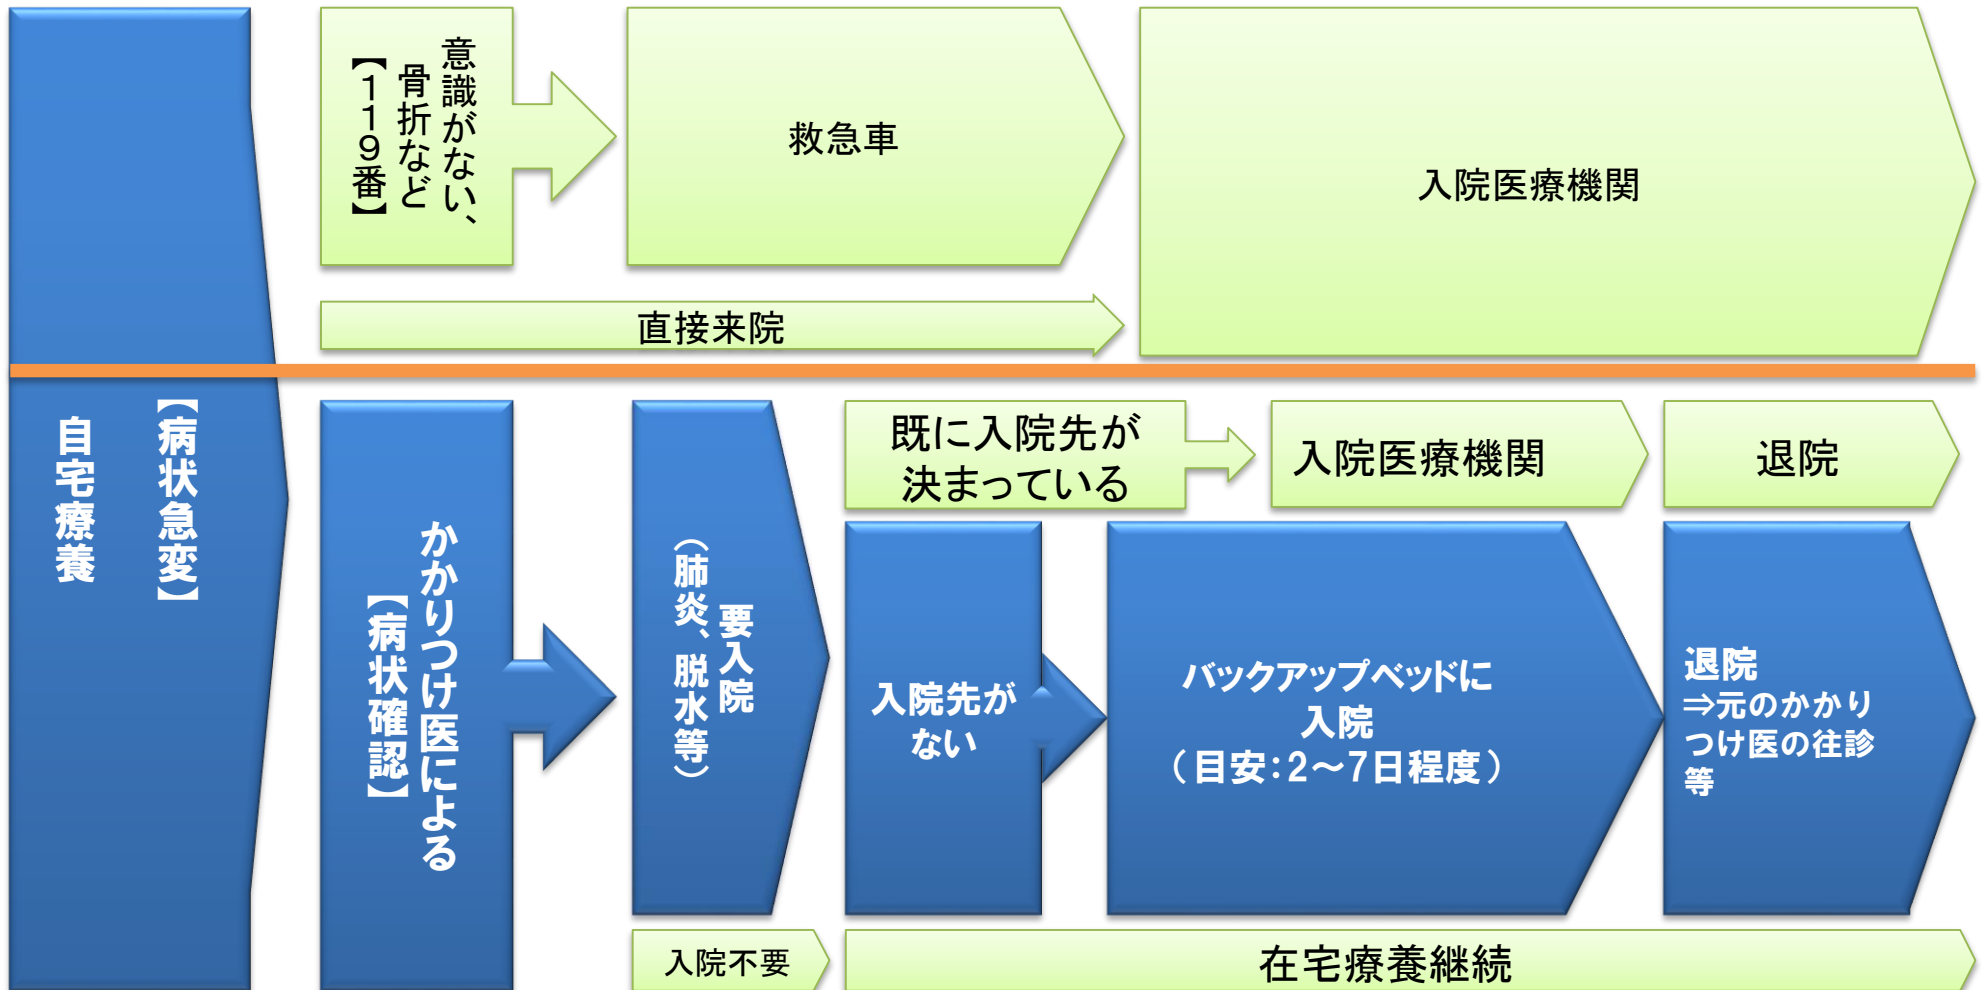 意識がない、
骨折など
【１１９番】
救急車
入院医療機関
直接来院
【病状急変】
自宅療養
かかりつけ医による
【病状確認】
要入院
（肺炎、脱水等）
既に入院先が
決まっている
入院医療機関
退院
入院先が
ない
バックアップベッドに
入院
（目安：2～7日程度）
退院
⇒元のかかり
つけ医の往診
等
入院不要
在宅療養継続